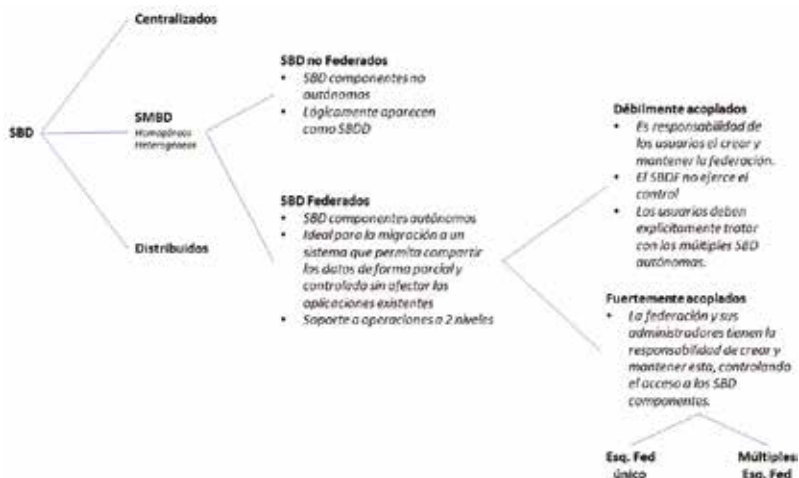 SBD
Centralizados
SMBD
Homogéneos
Heterogéneos
Distribuidos
SBD no Federados
• SBD componentes no
autónomos
• Lógicamente aparecen
como SBDD
SBD Federados
• SBD componentes autónomos
• Ideal para la migración a un
sistema que permita compartir
los datos de forma parcial y
controlada sin afectar las
aplicaciones existentes
• Soporte a operaciones a 2 niveles
Débilmente acoplados
• Es responsabilidad de
los usuarios el crear y
mantener la federación.
• El SBDF no ejerce el
control
• Los usuarios deben
explícitamente tratar
con los múltiples SBD
autónomos.
Fuertemente acoplados
• La federación y sus
administradores tienen la
responsabilidad de crear y
mantener esta, controlando
el acceso a los SBD
componentes.
Esq. Fed
único
Múltiples
Esq. Fed